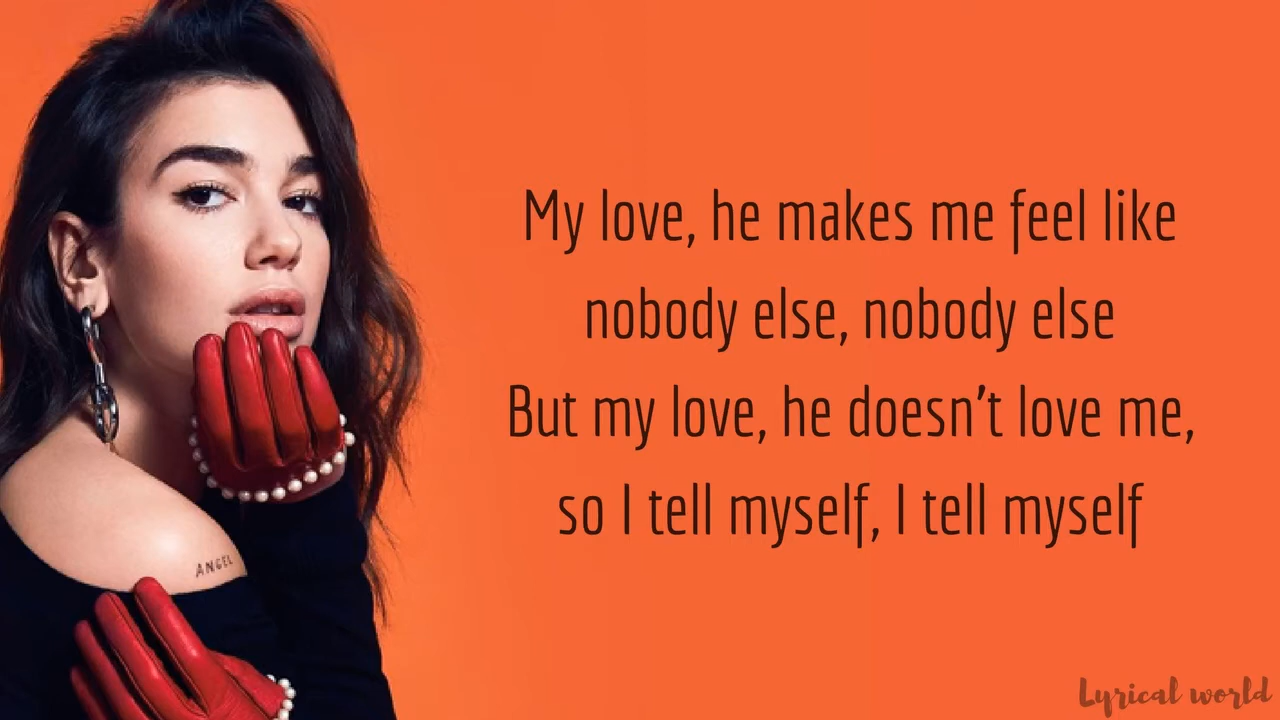 My love, he makes me feel like
nobody else, nobody else
But my love, he doesn't love me,
so I tell myself, I tell myself
ANGEL
Lyrical world